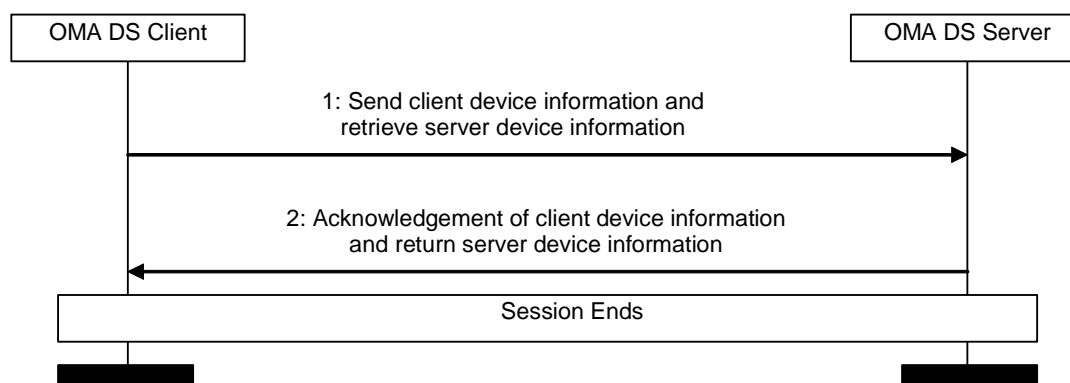 OMA DS Client
OMA DS Server
1: Send client device information and
retrieve server device information
2: Acknowledgement of client device information
and return server device information
Session Ends